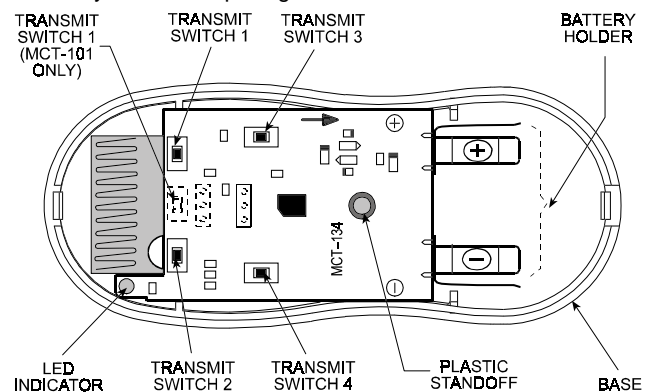 TRANSMIT
SWITCH 1
(MCT-101
ONLY)
TRANSMIT
SWITCH 1
TRANSMIT
SWITCH 3
BATTERY
HOLDER
+
+
MCT-134
−
−
LED
INDICATOR
TRANSMIT
SWITCH 2
TRANSMIT
SWITCH 4
PLASTIC
STANDOFF
BASE